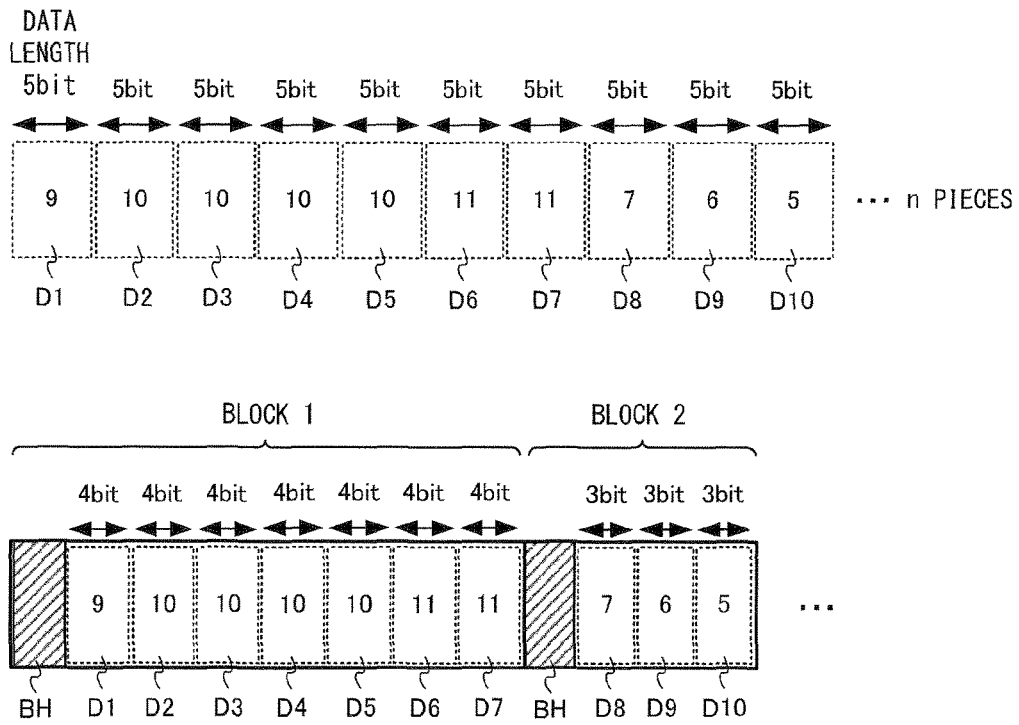 DATA
LENGTH
5bit 5bit 5bit 5bit 5bit 5bit 5bit 5bit 5bit 5bit
9 10 10 10 10 11 11 7 6 5 ··· n PIECES
D1 D2 D3 D4 D5 D6 D7 D8 D9 D10
BLOCK 1 BLOCK 2
4bit 4bit 4bit 4bit 4bit 4bit 4bit 3bit 3bit 3bit
9 10 10 10 10 11 11 7 6 5 ···
BH D1 D2 D3 D4 D5 D6 D7 BH D8 D9 D10